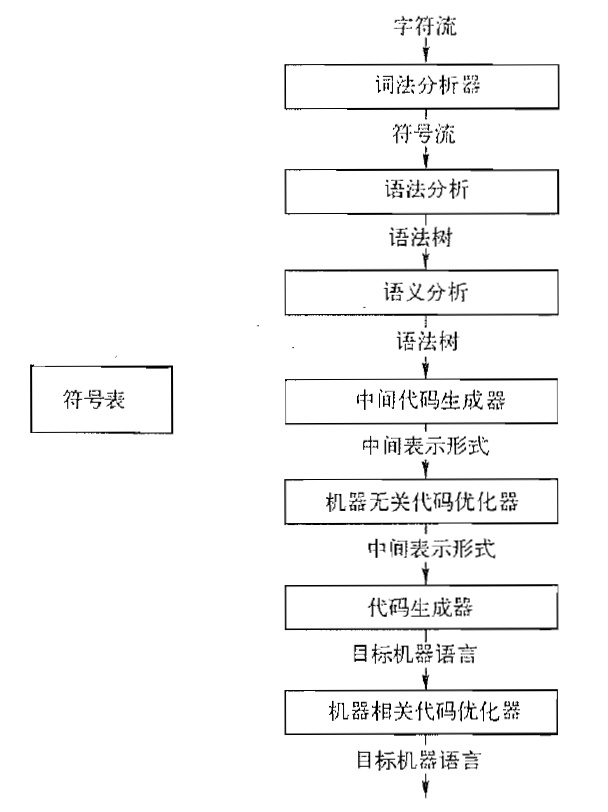 字符流
词法分析器
符号流
语法分析
语法树
语义分析
语法树
符号表
中间代码生成器
中间表示形式
机器无关代码优化器
中间表示形式
代码生成器
目标机器语言
机器相关代码优化器
目标机器语言